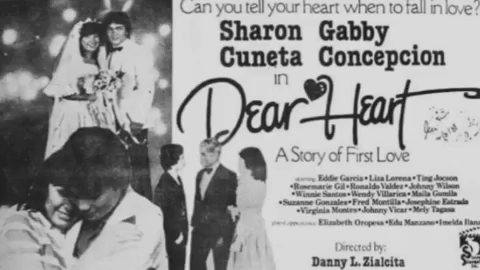 Can you tell your heart when to fall in love?
Sharon Gabby
Cuneta Concepcion
in
Dear Heart
A Story of First Love
Eddie Garcia • Liza Lorena • Ting Jocson
• Rosemarie Gil • Ronaldo Valdez • Johnny Wilson
• Winnie Santos • Wendy Villarica • Maila Gumila
• Suzanne Gonzales • Fred Montilla • Josephine Estrada
• Virginia Montes • Johnny Vicar • Mely Tagasa
Elizabeth Oropesa • Edu Manzano • Imelda Ilanan
Directed by:
Danny L. Zialcita